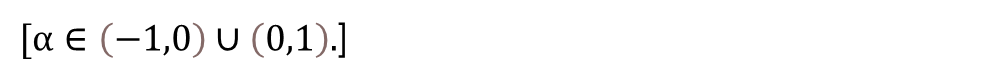 [α ∈ (−1,0) ∪ (0,1).]